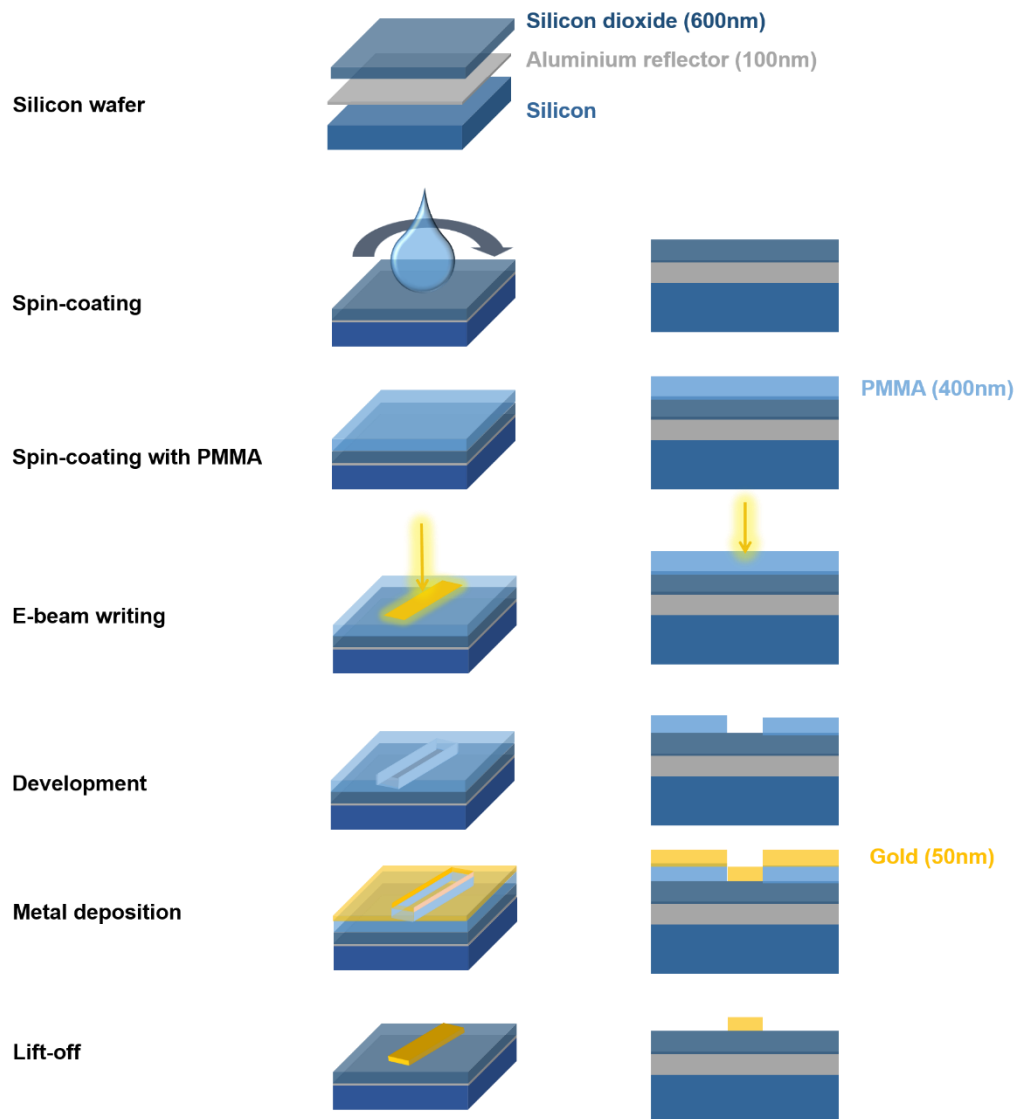 Silicon dioxide (600nm)
Aluminium reflector (100nm)
Silicon wafer
Silicon
Spin-coating
PMMA (400nm)
Spin-coating with PMMA
E-beam writing
Development
Gold (50nm)
Metal deposition
Lift-off